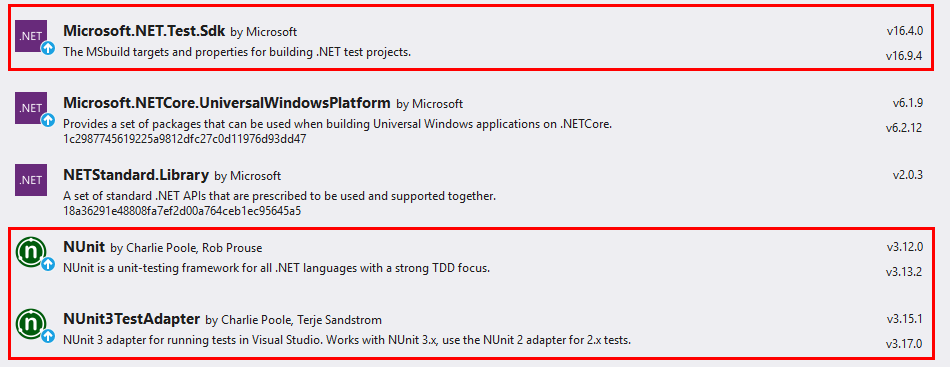 .NET
Microsoft.NET.Test.Sdk by Microsoft v16.4.0
The MSbuild targets and properties for building .NET test projects. v16.9.4
.NET
Microsoft.NETCore.UniversalWindowsPlatform by Microsoft v6.1.9
Provides a set of packages that can be used when building Universal Windows applications on .NETCore. v6.2.12
1c2987745619225a9812dfc27c0d11976d93dd47
.NET
NETStandard.Library by Microsoft v2.0.3
A set of standard .NET APIs that are prescribed to be used and supported together.
18a36291e48808fa7ef2d00a764ceb1ec95645a5
n
NUnit by Charlie Poole, Rob Prouse v3.12.0
NUnit is a unit-testing framework for all .NET languages with a strong TDD focus. v3.13.2
n
NUnit3TestAdapter by Charlie Poole, Terje Sandstrom v3.15.1
NUnit 3 adapter for running tests in Visual Studio. Works with NUnit 3.x, use the NUnit 2 adapter for 2.x tests. v3.17.0